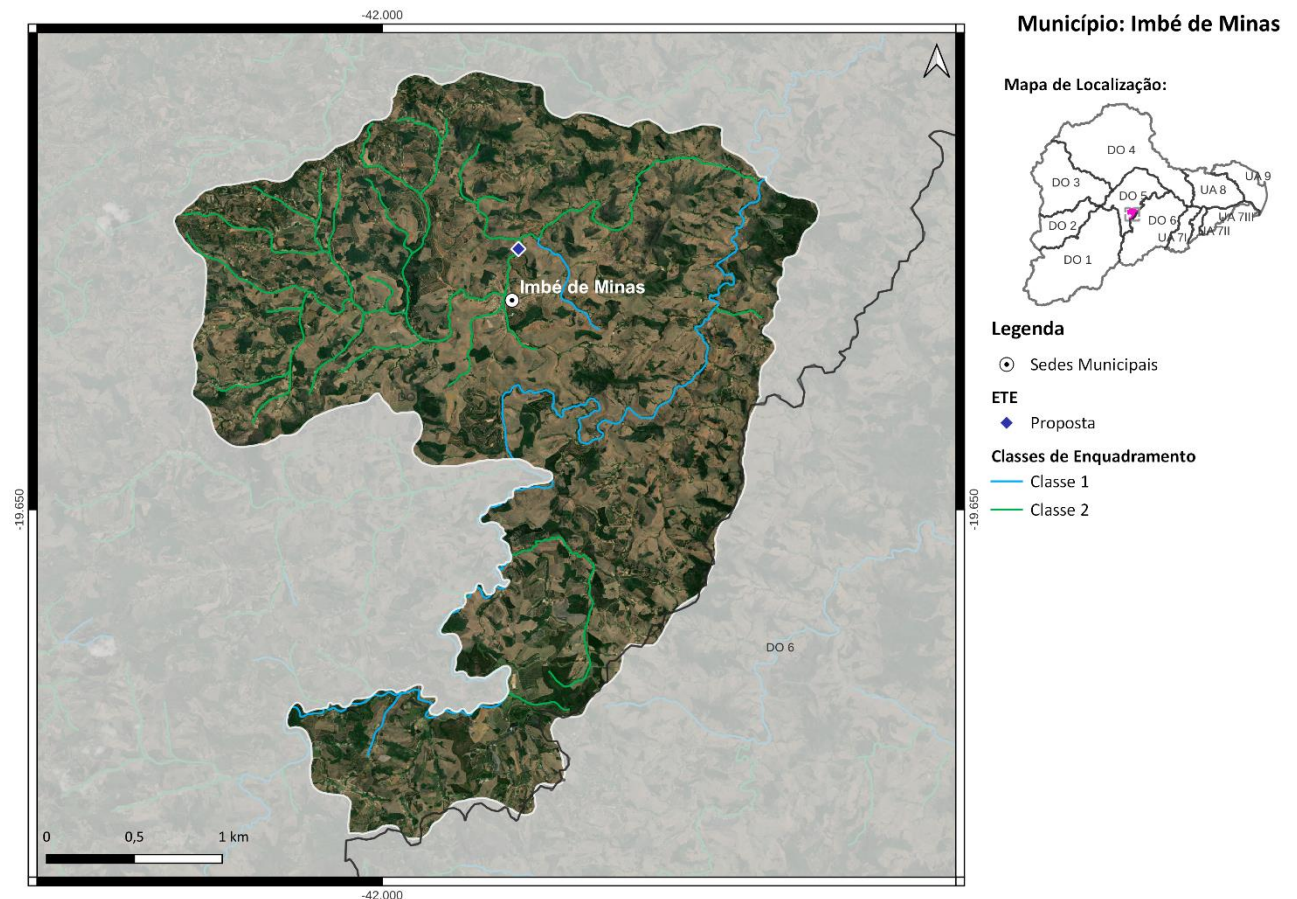 -42.000
Município: Imbé de Minas
Mapa de Localização:
DO 4
UA 9
DO 3
UA 8
DO 5
DO 2
DO 6
UA 7III
UA 7II
UA 7I
DO 1
Imbé de Minas
Legenda
Sedes Municipais
ETE
Proposta
Classes de Enquadramento
Classe 1
Classe 2
-19.650
-19.650
DO 6
0 0,5 1 km
-42.000